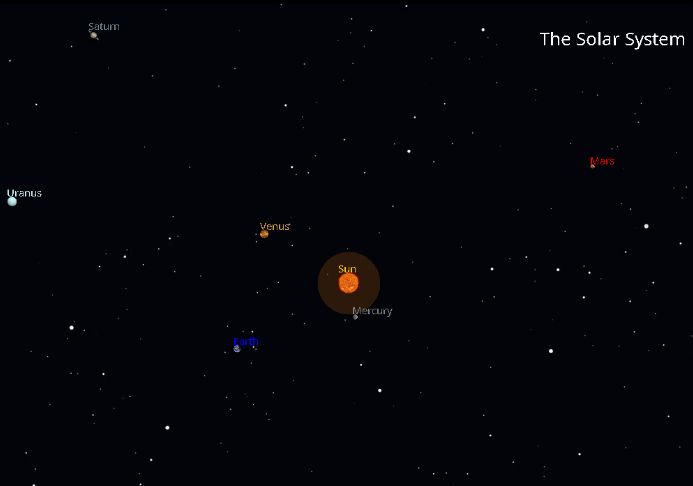 Saturn
The Solar System
Mars
Uranus
Venus
Sun
Mercury
Earth